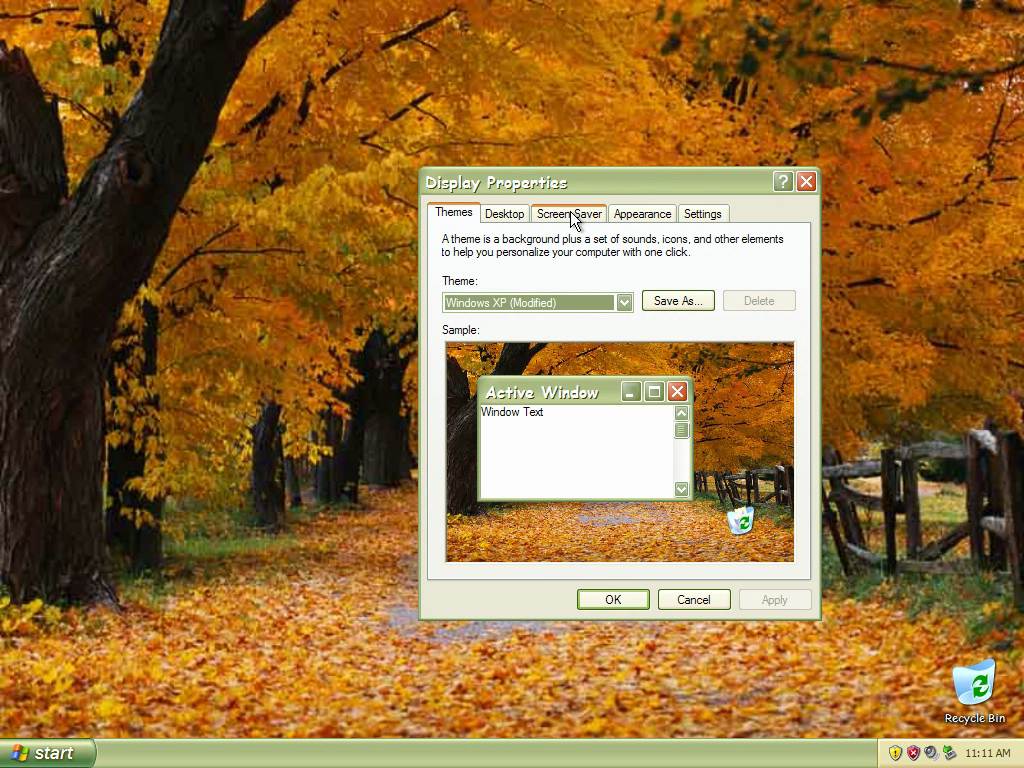 Display Properties
Themes Desktop Screen Saver Appearance Settings
A theme is a background plus a set of sounds, icons, and other elements
to help you personalize your computer with one click.
Theme:
Windows XP (Modified) Save As... Delete
Sample:
Active Window
Window Text
OK Cancel Apply
Recycle Bin
start 11:11 AM